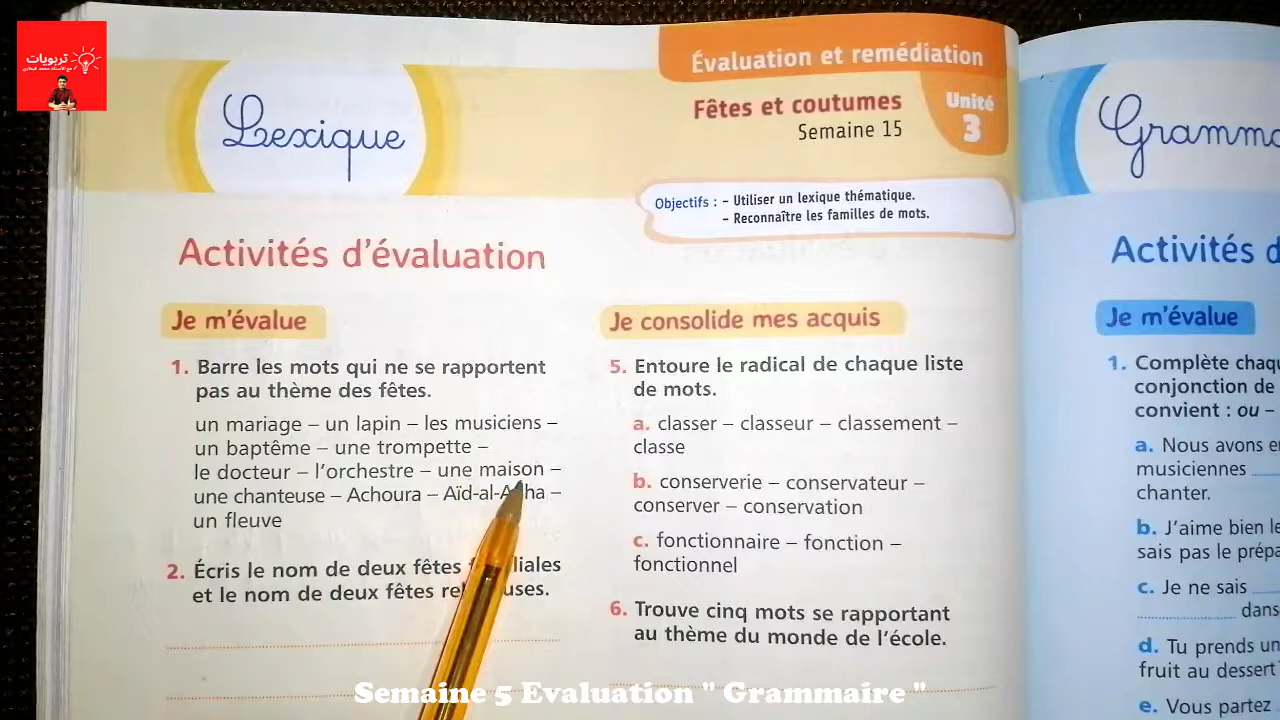 تربويات
Évaluation et remédiation
Fêtes et coutumes
Semaine 15
Unité
3
Lexique
Objectifs : – Utiliser un lexique thématique.
– Reconnaître les familles de mots.
Activités d'évaluation
Je m'évalue
1. Barre les mots qui ne se rapportent
pas au thème des fêtes.
un mariage – un lapin – les musiciens –
un baptême – une trompette –
le docteur – l'orchestre – une maison –
une chanteuse – Achoura –
un fleuve
2. Écris le nom de deux fêtes
et le nom de deux fêtes
Je consolide mes acquis
5. Entoure le radical de chaque liste
de mots.
a. classer – classeur – classement –
classe
b. conserverie – conservateur –
conserver – conservation
c. fonctionnaire – fonction –
fonctionnel
6. Trouve cinq mots se rapportant
au thème du monde de l'école.
Activités
Je m'évalue
1. Complète
conjonction de
convient : ou –
a. Nous avons
musiciennes
chanter.
b. J'aime bien
sais pas le
c. Je ne sais
dans
d. Tu prends
fruit au dessert
e. Vous partez
Semaine 5 Evaluation " Grammaire "